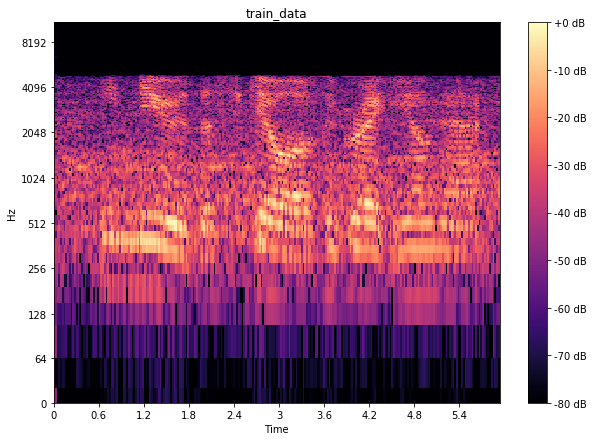 train_data
8192
4096
2048
1024
512
256
128
64
0
Hz
0 0.6 1.2 1.8 2.4 3 3.6 4.2 4.8 5.4
Time
+0 dB
-10 dB
-20 dB
-30 dB
-40 dB
-50 dB
-60 dB
-70 dB
-80 dB